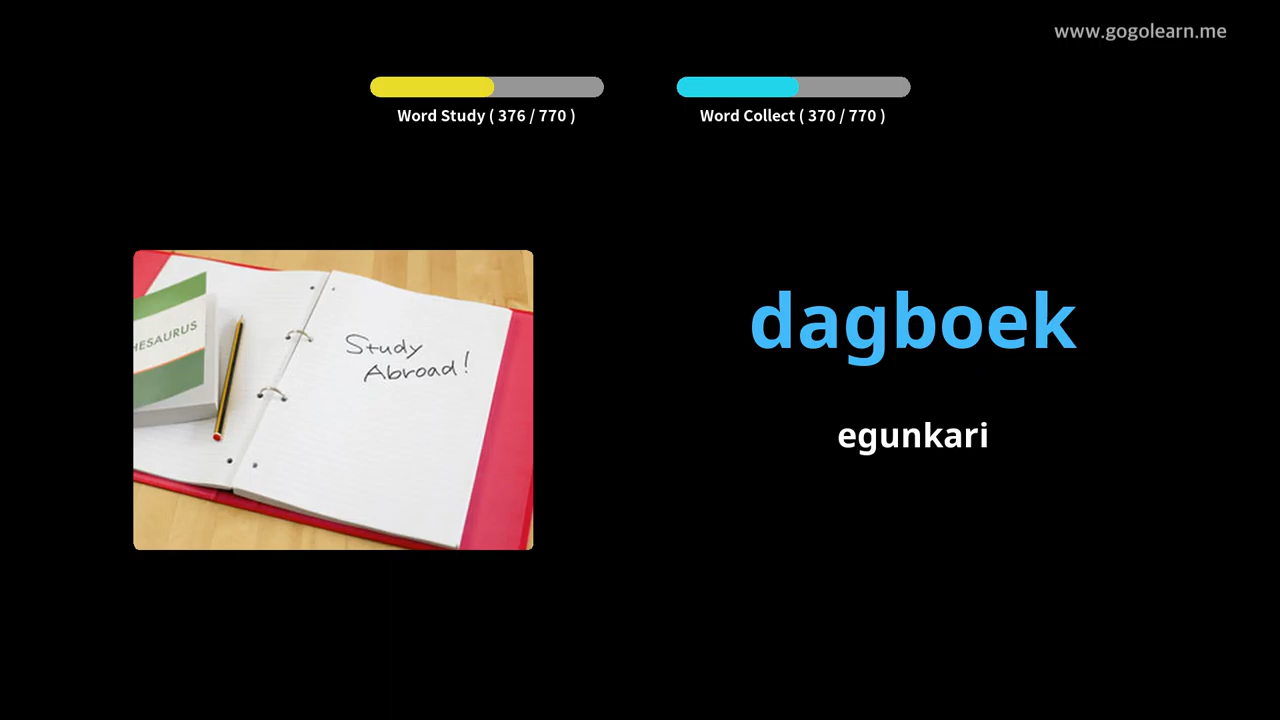 www.gogolearn.me
Word Study ( 376 / 770 )
Word Collect ( 370 / 770 )
HESAURUS
Study
Abroad!
dagboek
egunkari